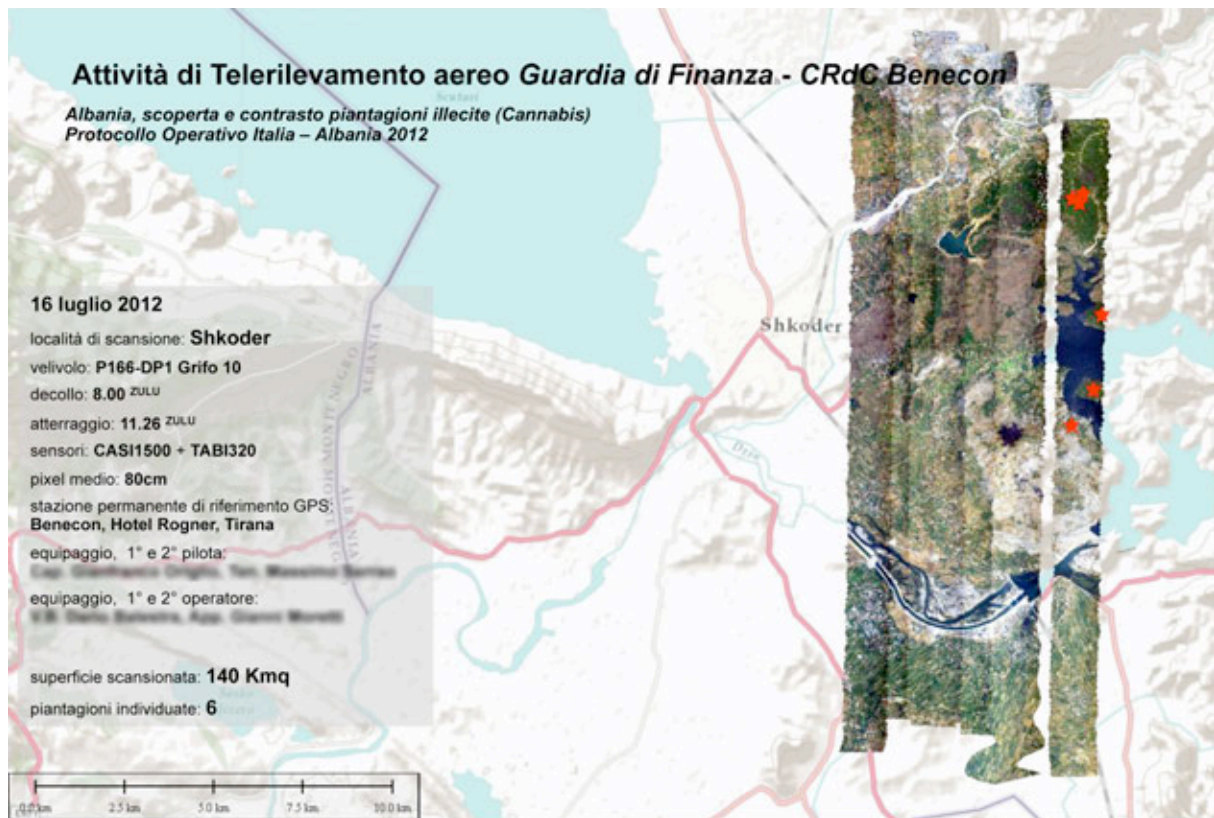 Attività di Telerilevamento aereo Guardia di Finanza - CRdC Benecon
Albania, scoperta e contrasto piantagioni illecite (Cannabis)
Protocollo Operativo Italia – Albania 2012
Scutari
16 luglio 2012
località di scansione: Shkoder
velivolo: P166-DP1 Grifo 10
decollo: 8.00 ZULU
atterraggio: 11.26 ZULU
sensori: CASI1500 + TABI320
pixel medio: 80cm
stazione permanente di riferimento GPS:
Benecon, Hotel Rogner, Tirana
equipaggio, 1° e 2° pilota:
equipaggio, 1° e 2° operatore:
superficie scansionata: 140 Kmq
piantagioni individuate: 6
MONTENEGRO
ALBANIA
ALBANIA
Shkoder
Drin
0.0 km 2.5 km 5.0 km 7.5 km 10.0 km